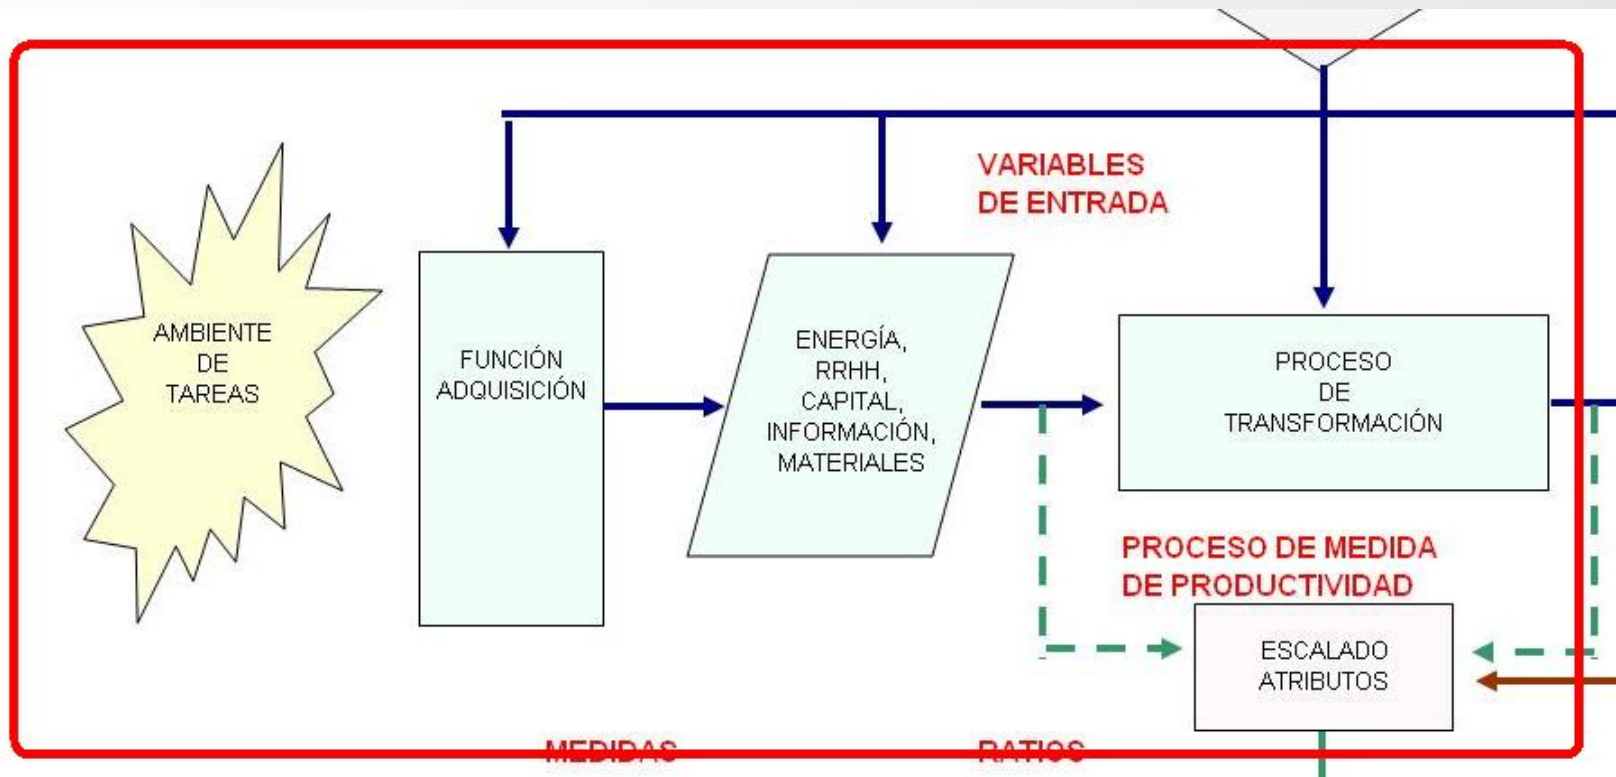 VARIABLES
DE ENTRADA
AMBIENTE
DE
TAREAS
FUNCIÓN
ADQUISICIÓN
ENERGÍA,
RRHH,
CAPITAL,
INFORMACIÓN,
MATERIALES
PROCESO
DE
TRANSFORMACIÓN
PROCESO DE MEDIDA
DE PRODUCTIVIDAD
ESCALADO
ATRIBUTOS
MEDIDAS
RATIOS